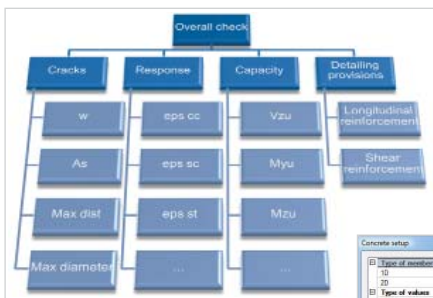 Overall check
Cracks
Response
Capacity
Detailing
provisions
w
eps cc
Vzu
Longitudinal
reinforcement
As
eps sc
Myu
Shear
reinforcement
Max dist
eps st
Mzu
Max diameter
...
...
Concrete setup
Type of member
1D
2D
Type of values